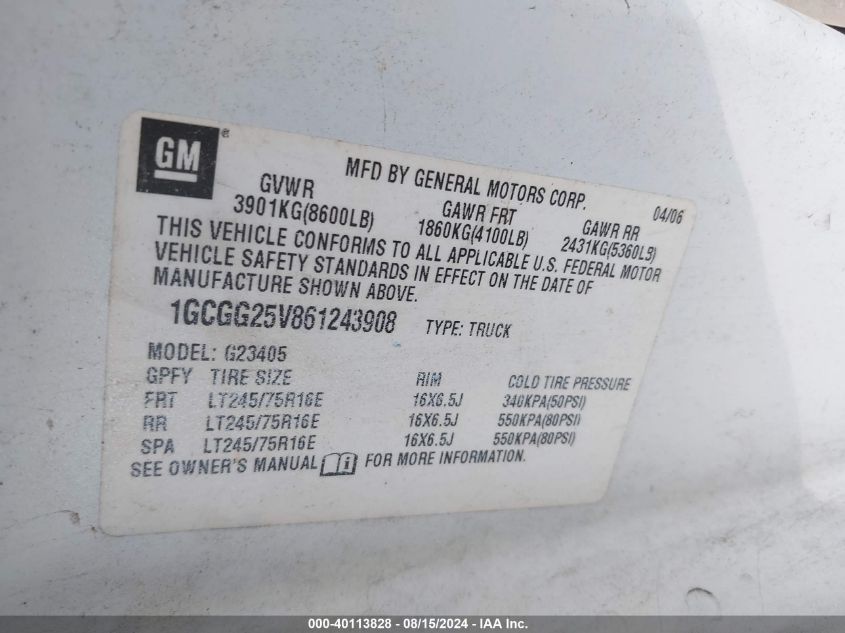 GM®
MFD BY GENERAL MOTORS CORP. 04/06
GVWR GAWR FRT GAWR RR
3901KG(8600LB) 1860KG(4100LB) 2431KG(5360LB)
THIS VEHICLE CONFORMS TO ALL APPLICABLE U.S. FEDERAL MOTOR
VEHICLE SAFETY STANDARDS IN EFFECT ON THE DATE OF
MANUFACTURE SHOWN ABOVE.
1GCGG25V861243908 TYPE: TRUCK
MODEL: G23405
GPFY TIRE SIZE RIM COLD TIRE PRESSURE
FRT LT245/75R16E 16X6.5J 340KPA(50PSI)
RR LT245/75R16E 16X6.5J 550KPA(80PSI)
SPA LT245/75R16E 16X6.5J 550KPA(80PSI)
SEE OWNER'S MANUAL FOR MORE INFORMATION.
000-40113828 - 08/15/2024 - IAA Inc.